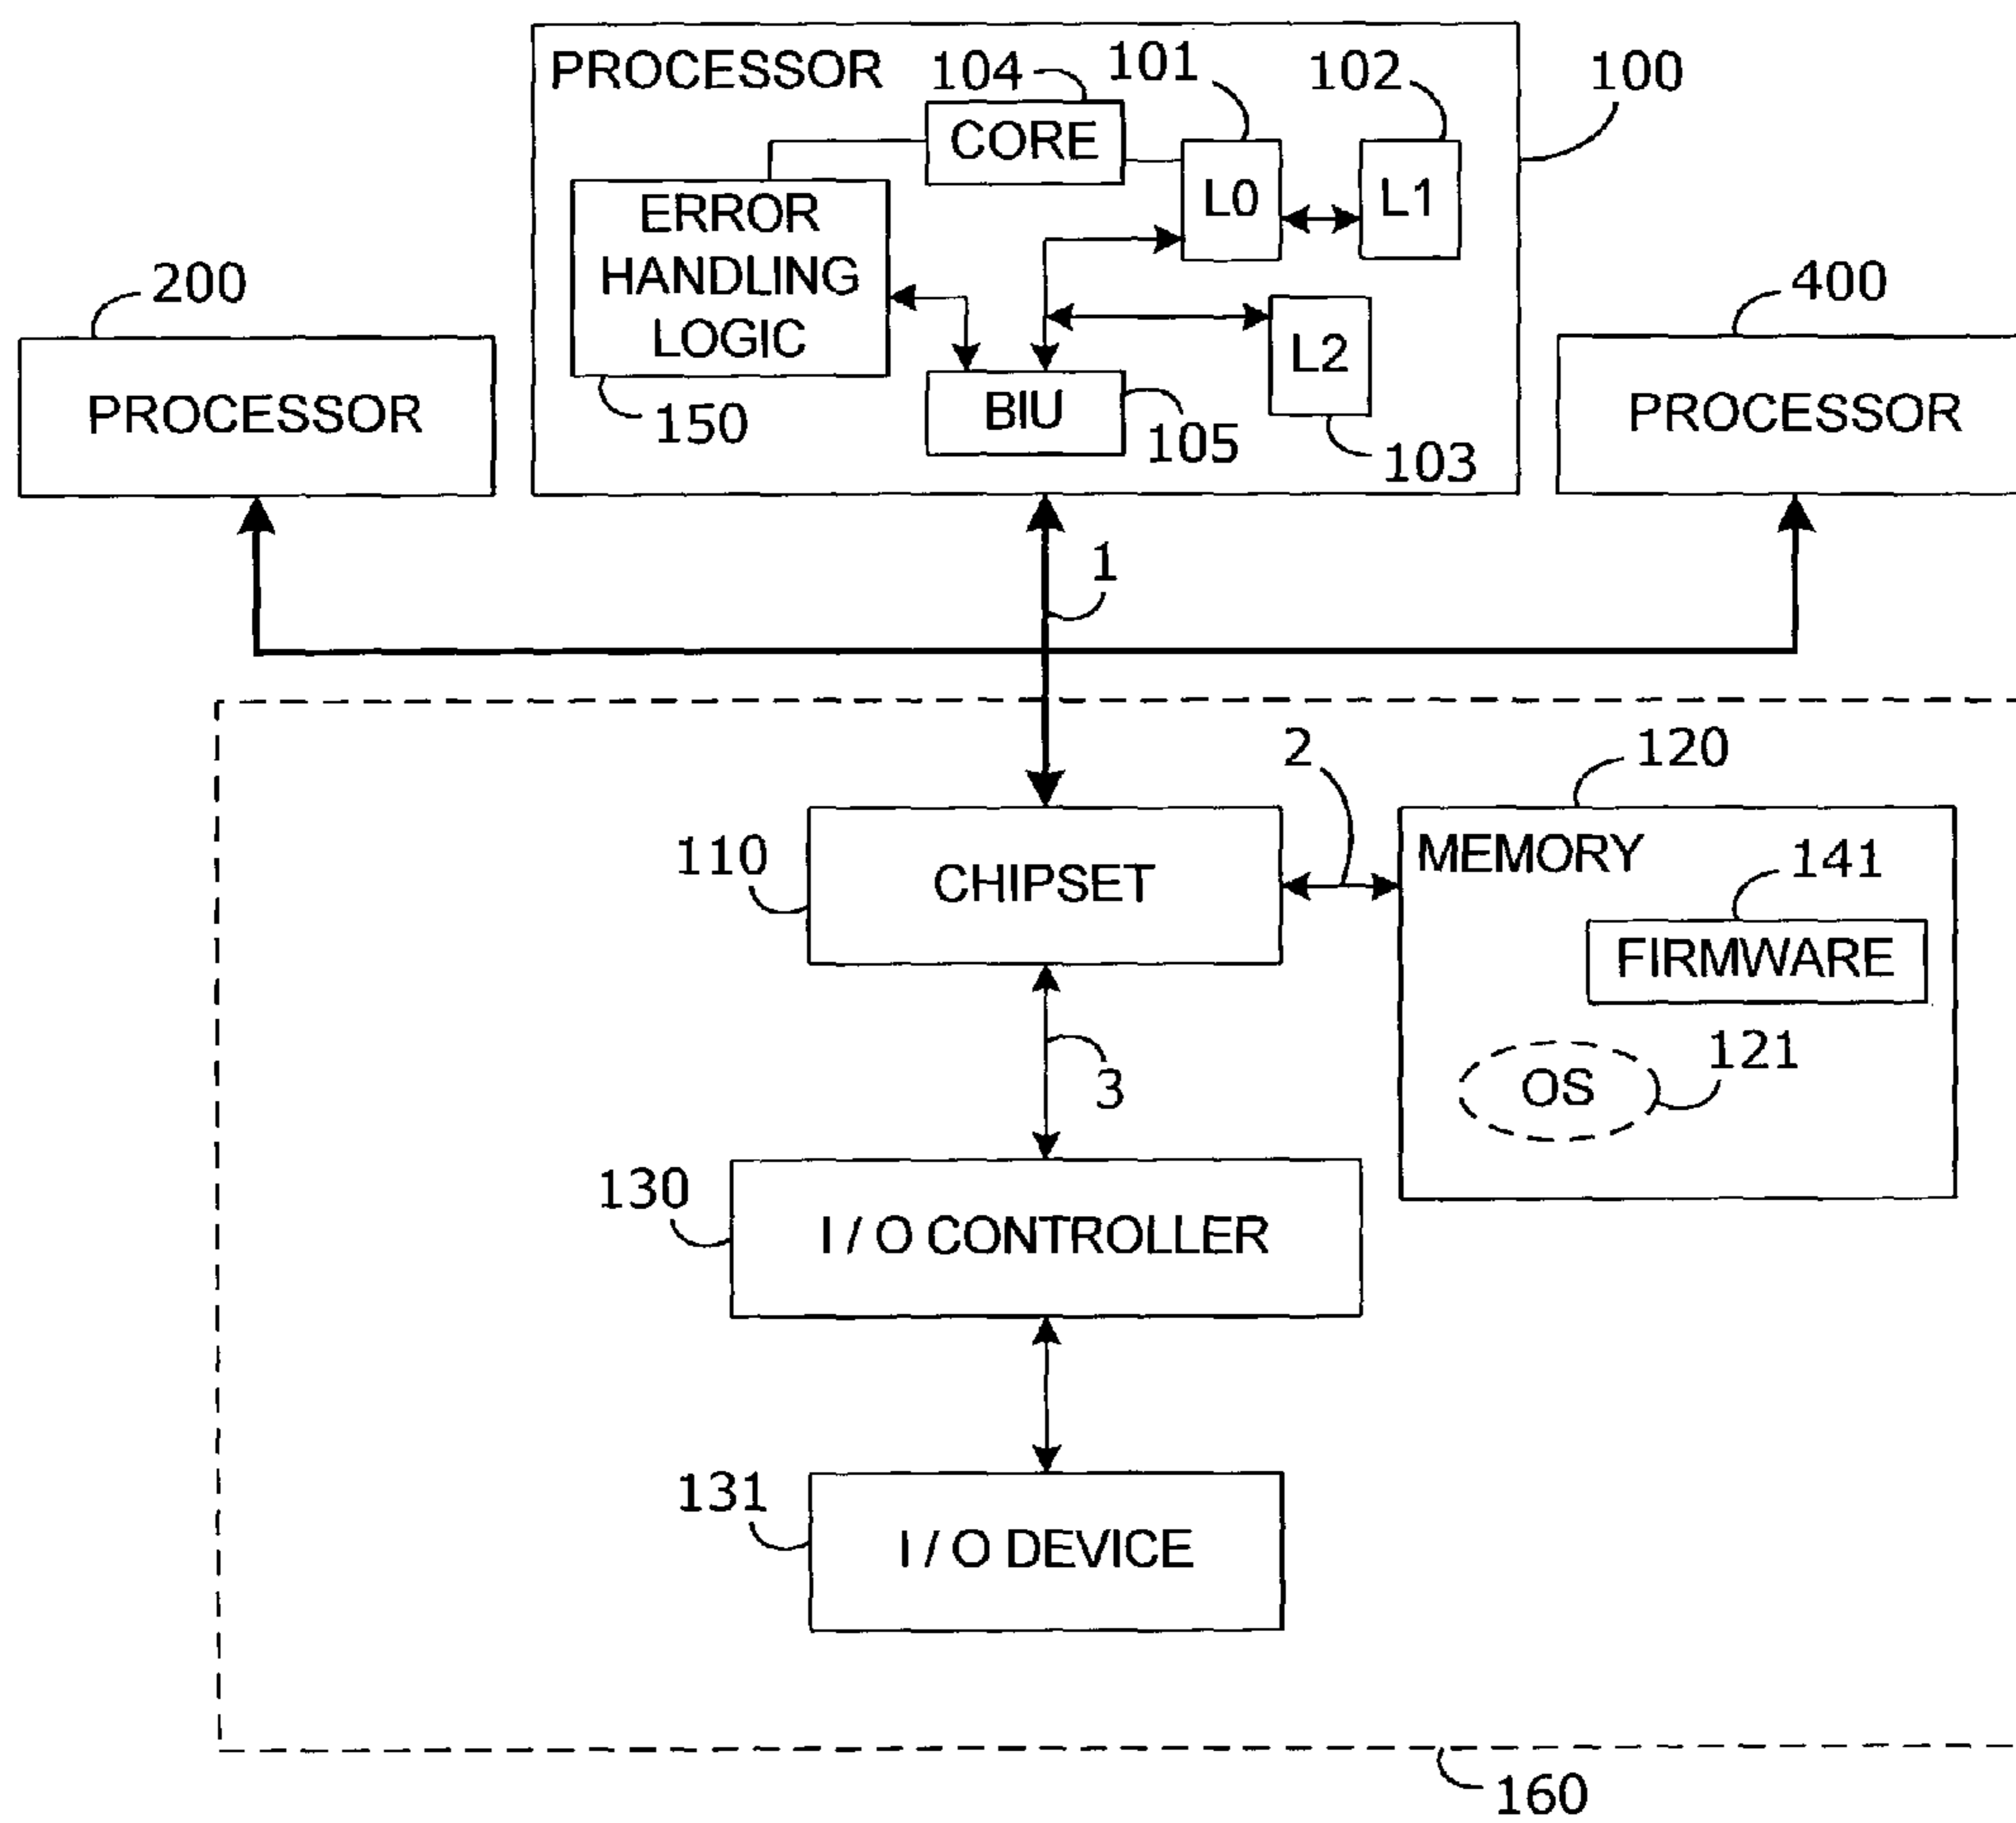 PROCESSOR
104
101
102
100
CORE
L0
L1
ERROR
HANDLING
LOGIC
200
400
PROCESSOR
150
BIU
105
L2
103
PROCESSOR
1
2
120
110
CHIPSET
MEMORY
141
FIRMWARE
3
OS
121
130
I / O CONTROLLER
131
I / O DEVICE
160